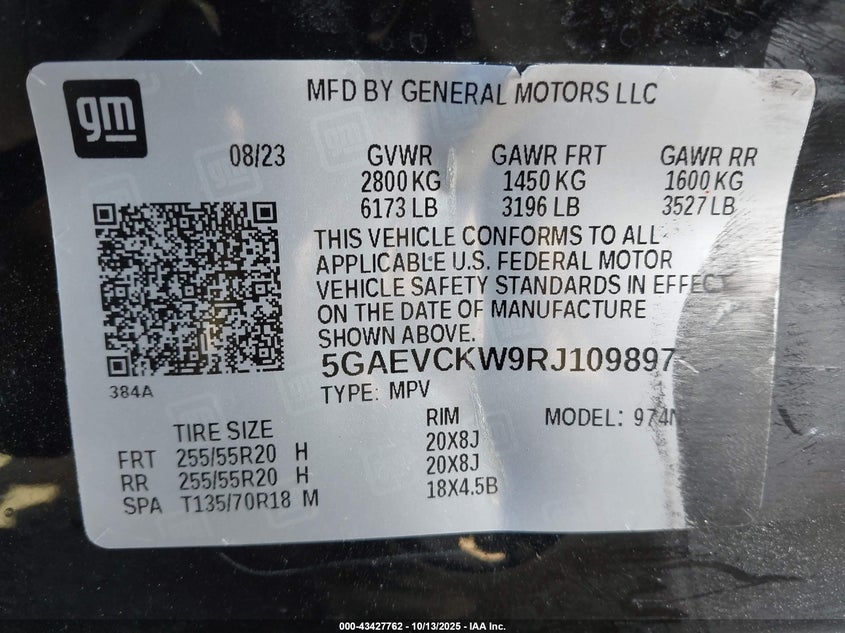 gm
MFD BY GENERAL MOTORS LLC
08/23
GVWR GAWR FRT GAWR RR
2800 KG 1450 KG 1600 KG
6173 LB 3196 LB 3527 LB
THIS VEHICLE CONFORMS TO ALL
APPLICABLE U.S. FEDERAL MOTOR
VEHICLE SAFETY STANDARDS IN EFFECT
ON THE DATE OF MANUFACTURE
SHOWN ABOVE.
5GAEVCKW9RJ109897
384A
TYPE: MPV
TIRE SIZE RIM MODEL:
FRT 255/55R20 H 20X8J
RR 255/55R20 H 20X8J
SPA T135/70R18 M 18X4.5B
000-43427762 - 10/13/2025 - IAA Inc.